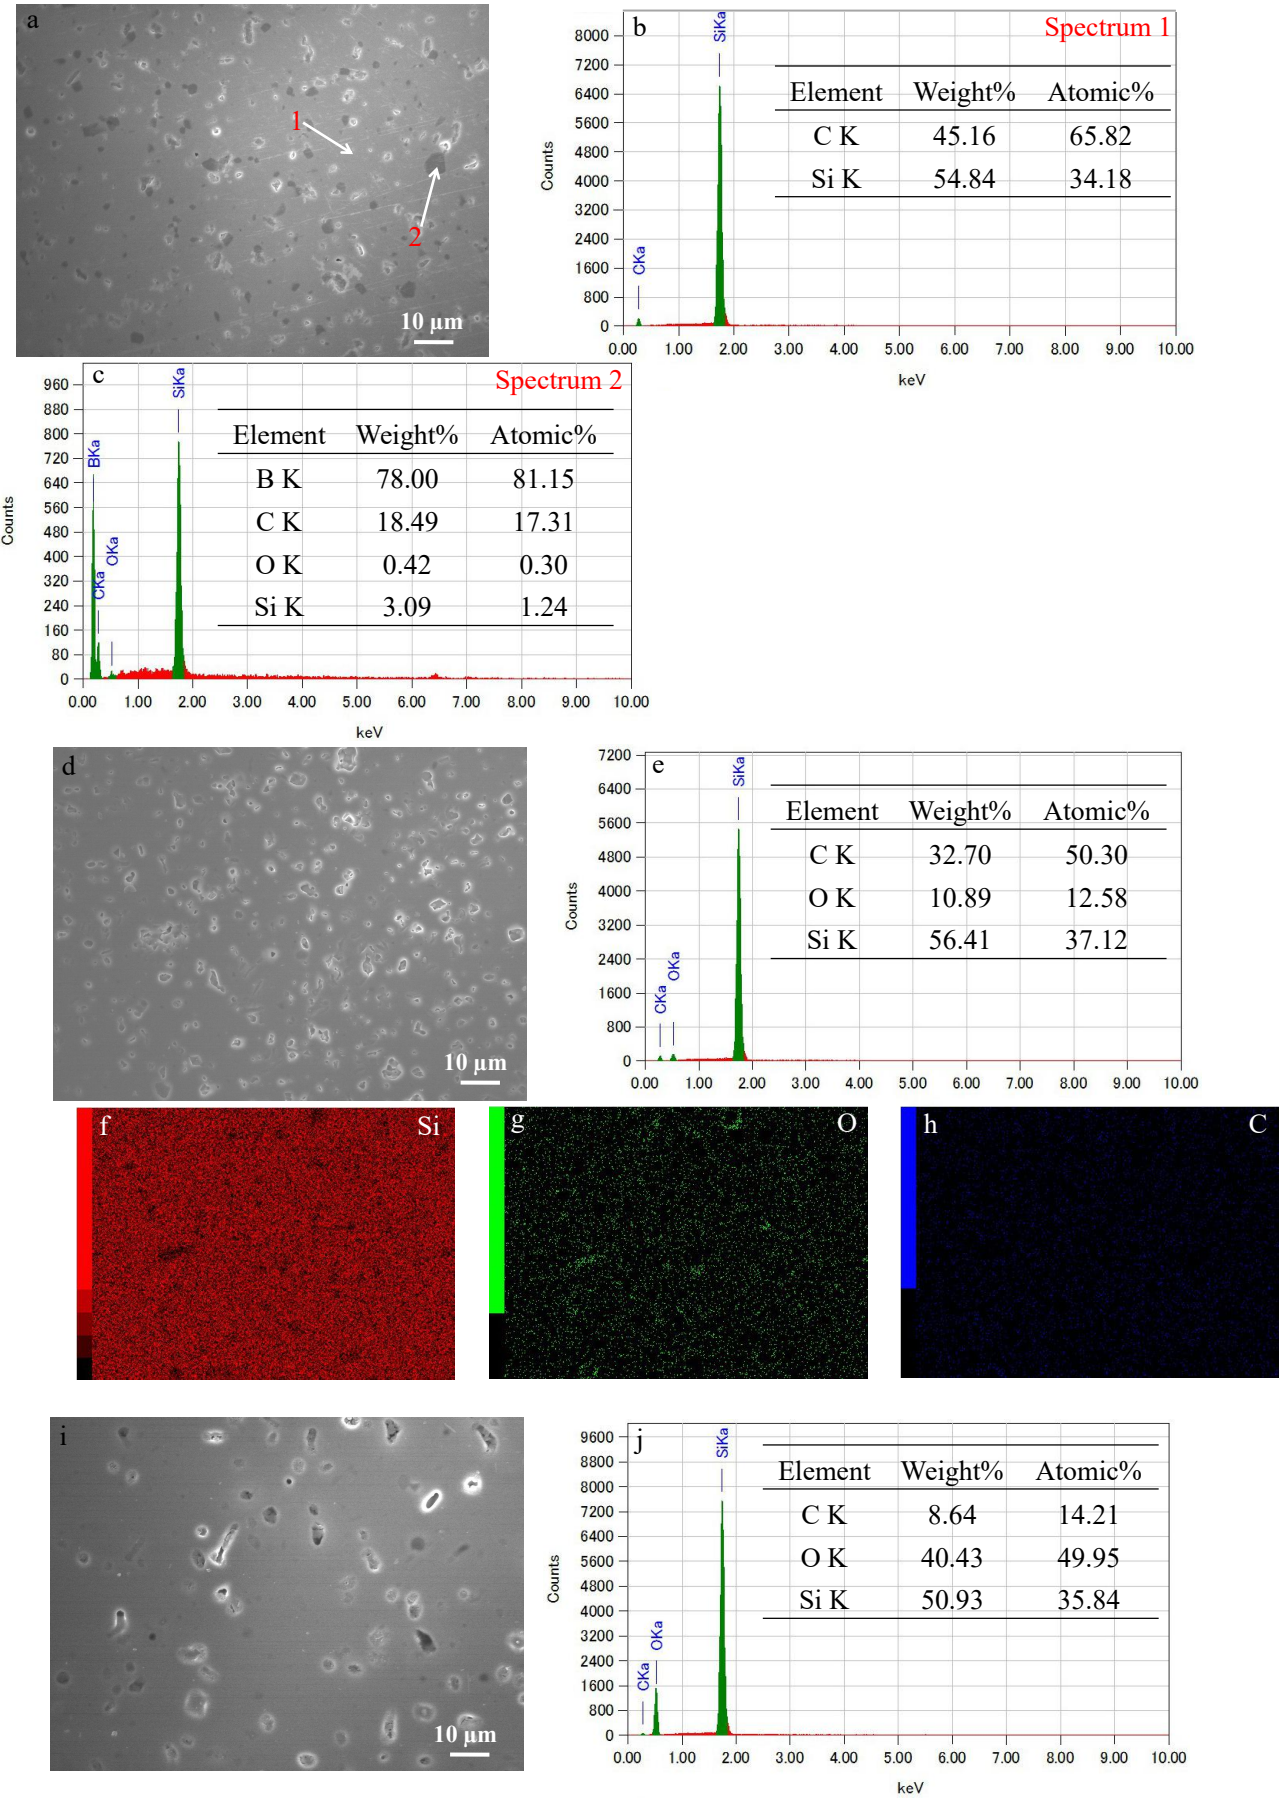 a
1
2
10 μm
b
Spectrum 1
SiKa
CKa
Element Weight% Atomic%
C K 45.16 65.82
Si K 54.84 34.18
Counts
8000
7200
6400
5600
4800
4000
3200
2400
1600
800
0
0.00 1.00 2.00 3.00 4.00 5.00 6.00 7.00 8.00 9.00 10.00
keV
c
Spectrum 2
SiKa
BKa
CKa
OKa
Element Weight% Atomic%
B K 78.00 81.15
C K 18.49 17.31
O K 0.42 0.30
Si K 3.09 1.24
Counts
960
880
800
720
640
560
480
400
320
240
160
80
0
0.00 1.00 2.00 3.00 4.00 5.00 6.00 7.00 8.00 9.00 10.00
keV
d
10 μm
e
SiKa
CKa
OKa
Element Weight% Atomic%
C K 32.70 50.30
O K 10.89 12.58
Si K 56.41 37.12
Counts
7200
6400
5600
4800
4000
3200
2400
1600
800
0
0.00 1.00 2.00 3.00 4.00 5.00 6.00 7.00 8.00 9.00 10.00
f Si
g O
h C
i
10 μm
j
SiKa
CKa
OKa
Element Weight% Atomic%
C K 8.64 14.21
O K 40.43 49.95
Si K 50.93 35.84
Counts
9600
8800
8000
7200
6400
5600
4800
4000
3200
2400
1600
800
0
0.00 1.00 2.00 3.00 4.00 5.00 6.00 7.00 8.00 9.00 10.00
keV